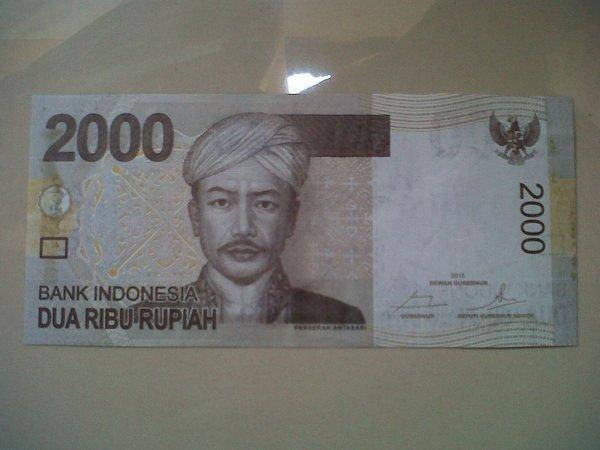 2000
BANK INDONESIA
DUA RIBU RUPIAH
PANGERAN ANTASARI
2000
2015
DEWAN GUBERNUR
GUBERNUR
DEPUTI GUBERNUR SENIOR